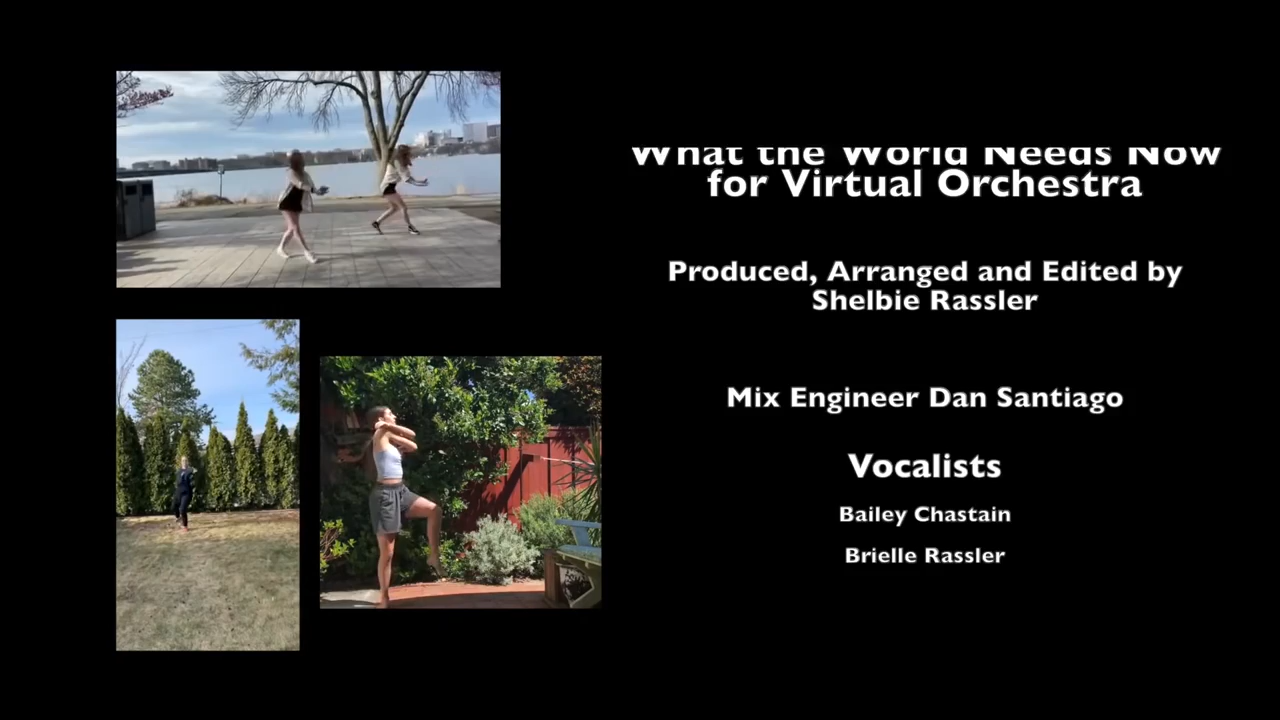 What the World Needs Now
for Virtual Orchestra
Produced, Arranged and Edited by
Shelbie Rassler
Mix Engineer Dan Santiago
Vocalists
Bailey Chastain
Brielle Rassler